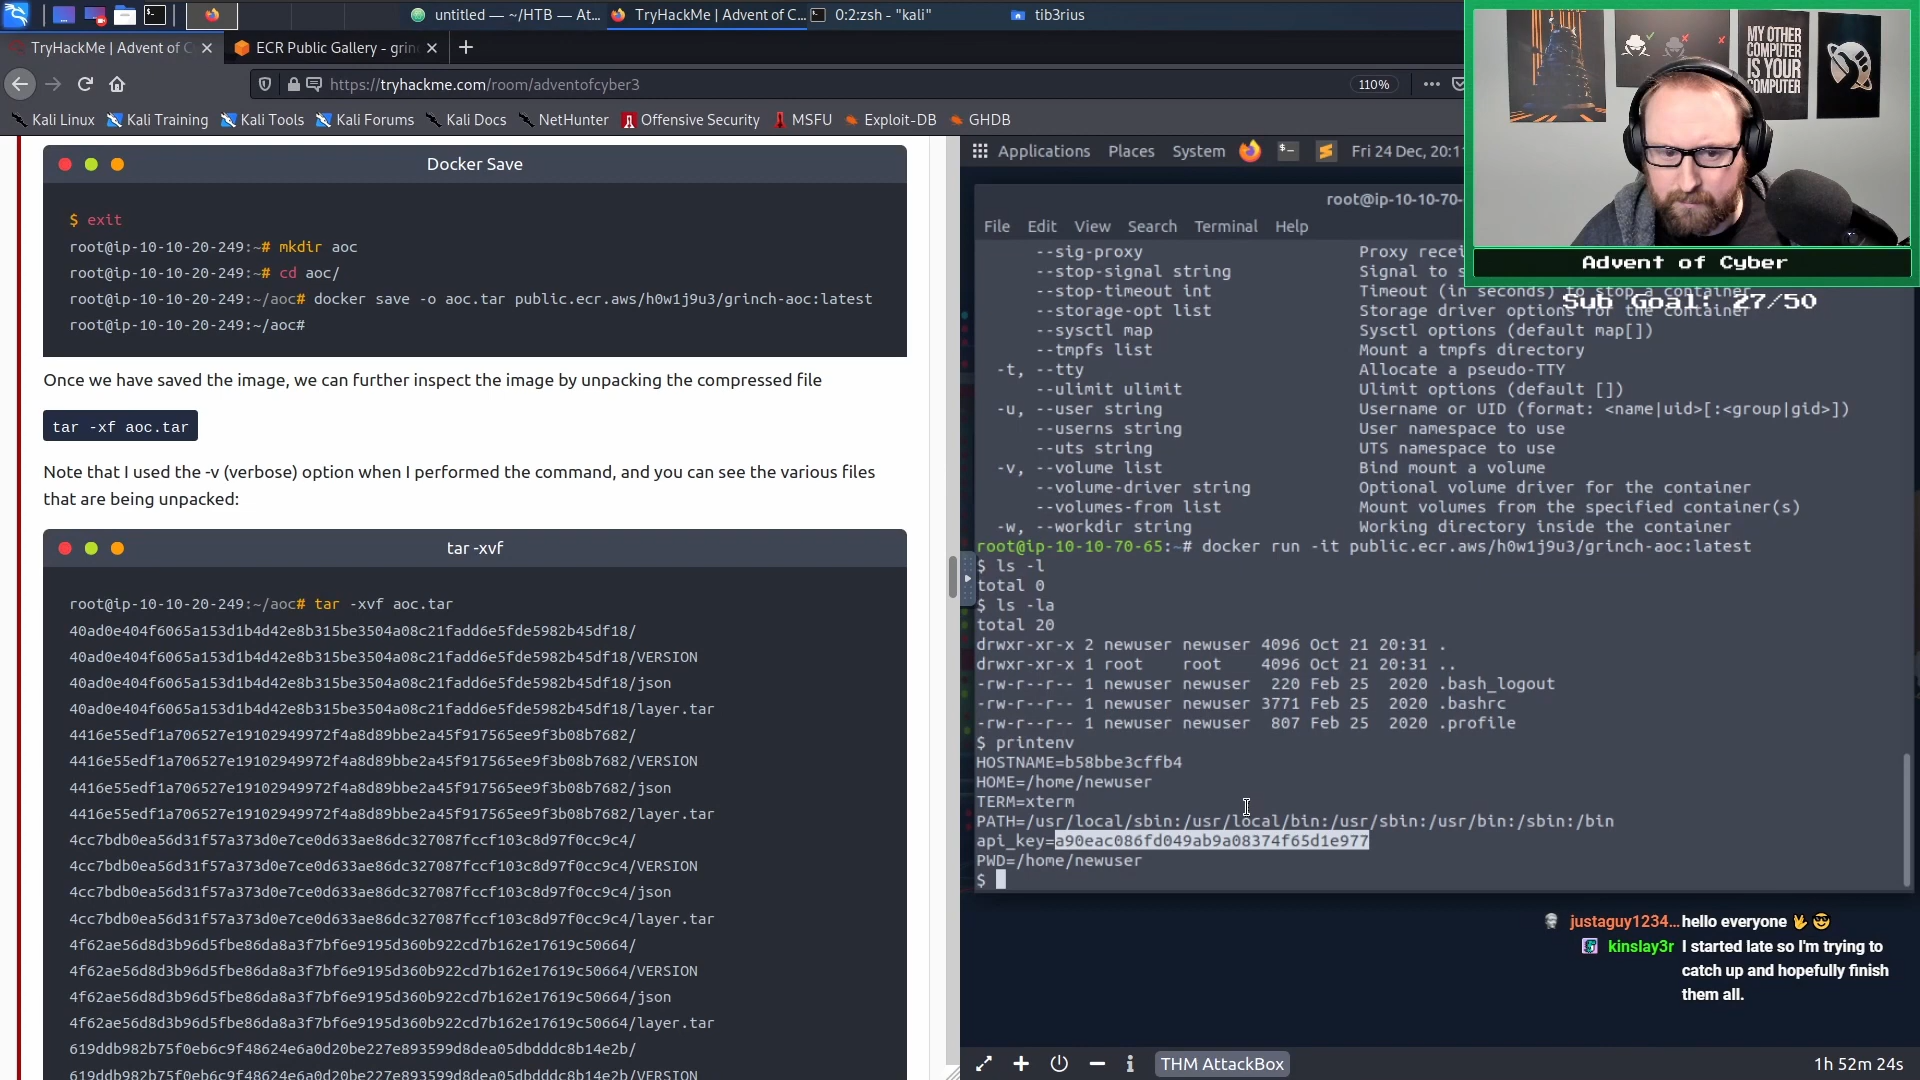 untitled — ~/HTB — At...
TryHackMe | Advent of C...
0:2:zsh - "kali"
tib3rius
TryHackMe | Advent of C
ECR Public Gallery - grin
https://tryhackme.com/room/adventofcyber3
110%
Kali Linux
Kali Training
Kali Tools
Kali Forums
Kali Docs
NetHunter
Offensive Security
MSFU
Exploit-DB
GHDB
Docker Save
$ exit
root@ip-10-10-20-249:~# mkdir aoc
root@ip-10-10-20-249:~# cd aoc/
root@ip-10-10-20-249:~/aoc# docker save -o aoc.tar public.ecr.aws/h0w1j9u3/grinch-aoc:latest
root@ip-10-10-20-249:~/aoc#
Once we have saved the image, we can further inspect the image by unpacking the compressed file
tar -xf aoc.tar
Note that I used the -v (verbose) option when I performed the command, and you can see the various files
that are being unpacked:
tar -xvf
root@ip-10-10-20-249:~/aoc# tar -xvf aoc.tar
40ad0e404f6065a153d1b4d42e8b315be3504a08c21fadd6e5fde5982b45df18/
40ad0e404f6065a153d1b4d42e8b315be3504a08c21fadd6e5fde5982b45df18/VERSION
40ad0e404f6065a153d1b4d42e8b315be3504a08c21fadd6e5fde5982b45df18/json
40ad0e404f6065a153d1b4d42e8b315be3504a08c21fadd6e5fde5982b45df18/layer.tar
4416e55edf1a706527e19102949972f4a8d89bbe2a45f917565ee9f3b08b7682/
4416e55edf1a706527e19102949972f4a8d89bbe2a45f917565ee9f3b08b7682/VERSION
4416e55edf1a706527e19102949972f4a8d89bbe2a45f917565ee9f3b08b7682/json
4416e55edf1a706527e19102949972f4a8d89bbe2a45f917565ee9f3b08b7682/layer.tar
4cc7bdb0ea56d31f57a373d0e7ce0d633ae86dc327087fccf103c8d97f0cc9c4/
4cc7bdb0ea56d31f57a373d0e7ce0d633ae86dc327087fccf103c8d97f0cc9c4/VERSION
4cc7bdb0ea56d31f57a373d0e7ce0d633ae86dc327087fccf103c8d97f0cc9c4/json
4cc7bdb0ea56d31f57a373d0e7ce0d633ae86dc327087fccf103c8d97f0cc9c4/layer.tar
4f62ae56d8d3b96d5fbe86da8a3f7bf6e9195d360b922cd7b162e17619c50664/
4f62ae56d8d3b96d5fbe86da8a3f7bf6e9195d360b922cd7b162e17619c50664/VERSION
4f62ae56d8d3b96d5fbe86da8a3f7bf6e9195d360b922cd7b162e17619c50664/json
4f62ae56d8d3b96d5fbe86da8a3f7bf6e9195d360b922cd7b162e17619c50664/layer.tar
619ddb982b75f0eb6c9f48624e6a0d20be227e893599d8dea05dbdddc8b14e2b/
619ddb982b75f0eb6c9f48624e6a0d20be227e893599d8dea05dbdddc8b14e2b/VERSION
Applications Places System
Fri 24 Dec, 20:11
root@ip-10-10-70-
File Edit View Search Terminal Help
--sig-proxy Proxy recei
--stop-signal string Signal to s
--stop-timeout int Timeout (in seconds) to stop a container
--storage-opt list Storage driver options for the container
--sysctl map Sysctl options (default map[])
--tmpfs list Mount a tmpfs directory
-t, --tty Allocate a pseudo-TTY
--ulimit ulimit Ulimit options (default [])
-u, --user string Username or UID (format: <name|uid>[:<group|gid>])
--userns string User namespace to use
--uts string UTS namespace to use
-v, --volume list Bind mount a volume
--volume-driver string Optional volume driver for the container
--volumes-from list Mount volumes from the specified container(s)
-w, --workdir string Working directory inside the container
root@ip-10-10-70-65:~# docker run -it public.ecr.aws/h0w1j9u3/grinch-aoc:latest
$ ls -l
total 0
$ ls -la
total 20
drwxr-xr-x 2 newuser newuser 4096 Oct 21 20:31 .
drwxr-xr-x 1 root root 4096 Oct 21 20:31 ..
-rw-r--r-- 1 newuser newuser 220 Feb 25 2020 .bash_logout
-rw-r--r-- 1 newuser newuser 3771 Feb 25 2020 .bashrc
-rw-r--r-- 1 newuser newuser 807 Feb 25 2020 .profile
$ printenv
HOSTNAME=b58bbe3cffb4
HOME=/home/newuser
TERM=xterm
PATH=/usr/local/sbin:/usr/local/bin:/usr/sbin:/usr/bin:/sbin:/bin
api_key=a90eac086fd049ab9a08374f65d1e977
PWD=/home/newuser
$
MY OTHER
COMPUTER
IS YOUR
COMPUTER
Advent of Cyber
Sub Goal: 27/50
justaguy1234... hello everyone 🖖 😎
kinslay3r I started late so I'm trying to
catch up and hopefully finish
them all.
THM AttackBox
1h 52m 24s